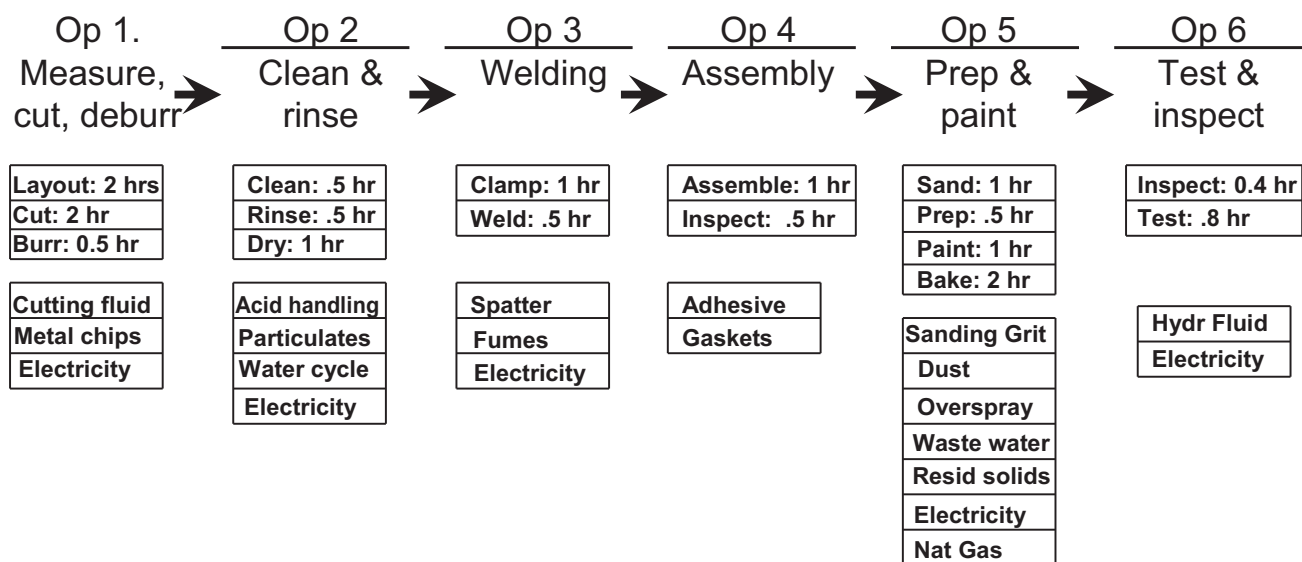 Op 1.
Measure,
cut, deburr
Op 2
Clean &
rinse
Op 3
Welding
Op 4
Assembly
Op 5
Prep &
paint
Op 6
Test &
inspect
Layout: 2 hrs
Cut: 2 hr
Burr: 0.5 hr
Clean: .5 hr
Rinse: .5 hr
Dry: 1 hr
Clamp: 1 hr
Weld: .5 hr
Assemble: 1 hr
Inspect: .5 hr
Sand: 1 hr
Prep: .5 hr
Paint: 1 hr
Bake: 2 hr
Inspect: 0.4 hr
Test: .8 hr
Cutting fluid
Metal chips
Electricity
Acid handling
Particulates
Water cycle
Electricity
Spatter
Fumes
Electricity
Adhesive
Gaskets
Sanding Grit
Dust
Overspray
Waste water
Resid solids
Electricity
Nat Gas
Hydr Fluid
Electricity